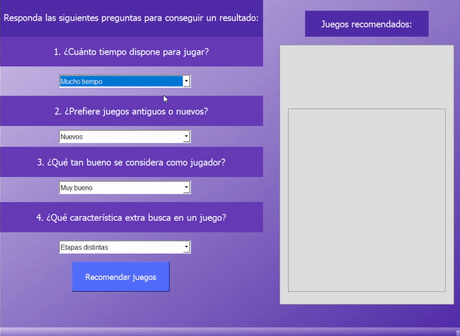 Responda las siguientes preguntas para conseguir un resultado:
1. ¿Cuánto tiempo dispone para jugar?
Mucho tiempo
2. ¿Prefiere juegos antiguos o nuevos?
Nuevos
3. ¿Qué tan bueno se considera como jugador?
Muy bueno
4. ¿Qué característica extra busca en un juego?
Etapas distintas
Recomendar juegos
Juegos recomendados: